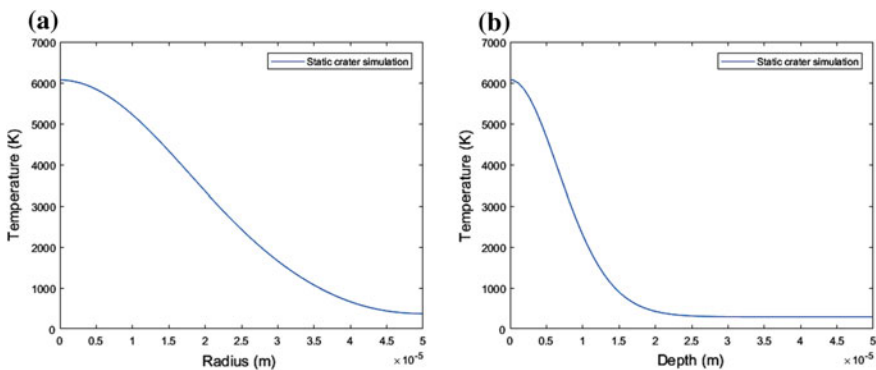 (a)
7000
6000
5000
4000
3000
2000
1000
0
Temperature (K)
Static crater simulation
0 0.5 1 1.5 2 2.5 3 3.5 4 4.5 5
×10⁻⁵
Radius (m)
(b)
7000
6000
5000
4000
3000
2000
1000
0
Temperature (K)
Static crater simulation
0 0.5 1 1.5 2 2.5 3 3.5 4 4.5 5
×10⁻⁵
Depth (m)